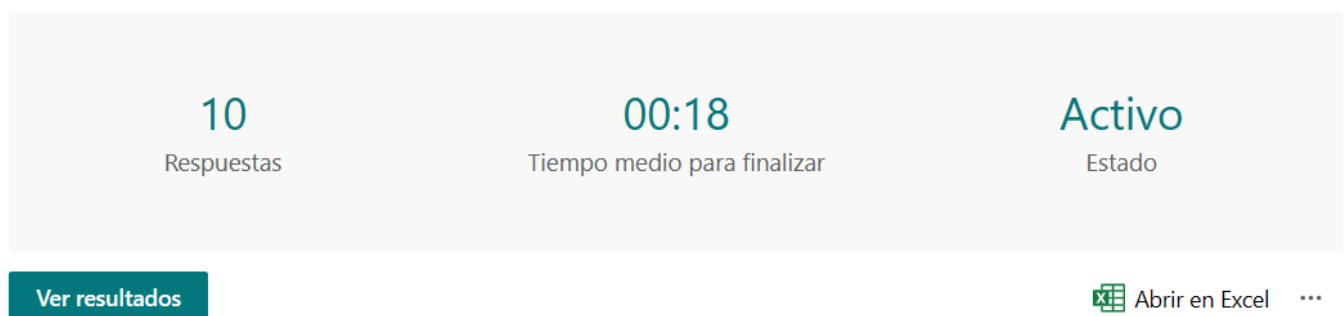 10
Respuestas
00:18
Tiempo medio para finalizar
Activo
Estado
Ver resultados
Abrir en Excel